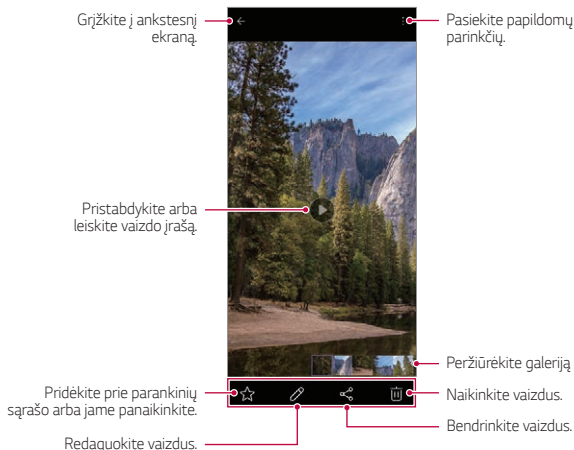 Grįžkite į ankstesnį
ekraną.
Pasiekite papildomų
parinkčių.
Pristabdykite arba
leiskite vaizdo įrašą.
Peržiūrėkite galeriją
Pridėkite prie parankinių
sąrašo arba jame panaikinkite.
Naikinkite vaizdus.
Bendrinkite vaizdus.
Redaguokite vaizdus.